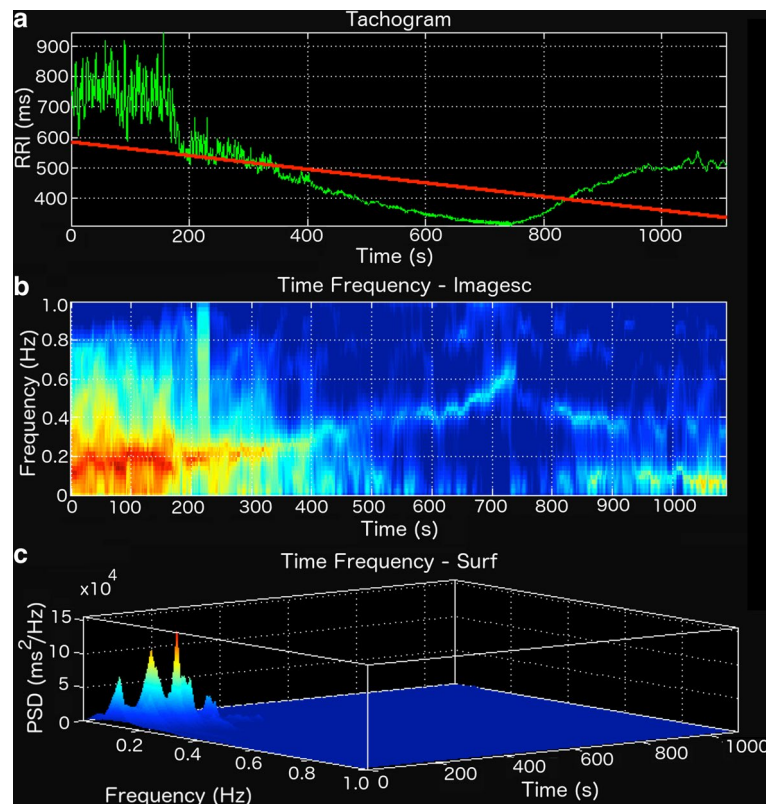 a
Tachogram
900
800
700
600
500
400
RRI (ms)
0 200 400 600 800 1000
Time (s)
b
Time Frequency - Imagesc
1.0
0.8
0.6
0.4
0.2
0
Frequency (Hz)
0 100 200 300 400 500 600 700 800 900 1000
Time (s)
c
Time Frequency - Surf
x10⁴
15
10
5
0
PSD (ms²/Hz)
0.2 0.4 0.6 0.8 1.0
Frequency (Hz)
0 200 400 600 800 1000
Time (s)